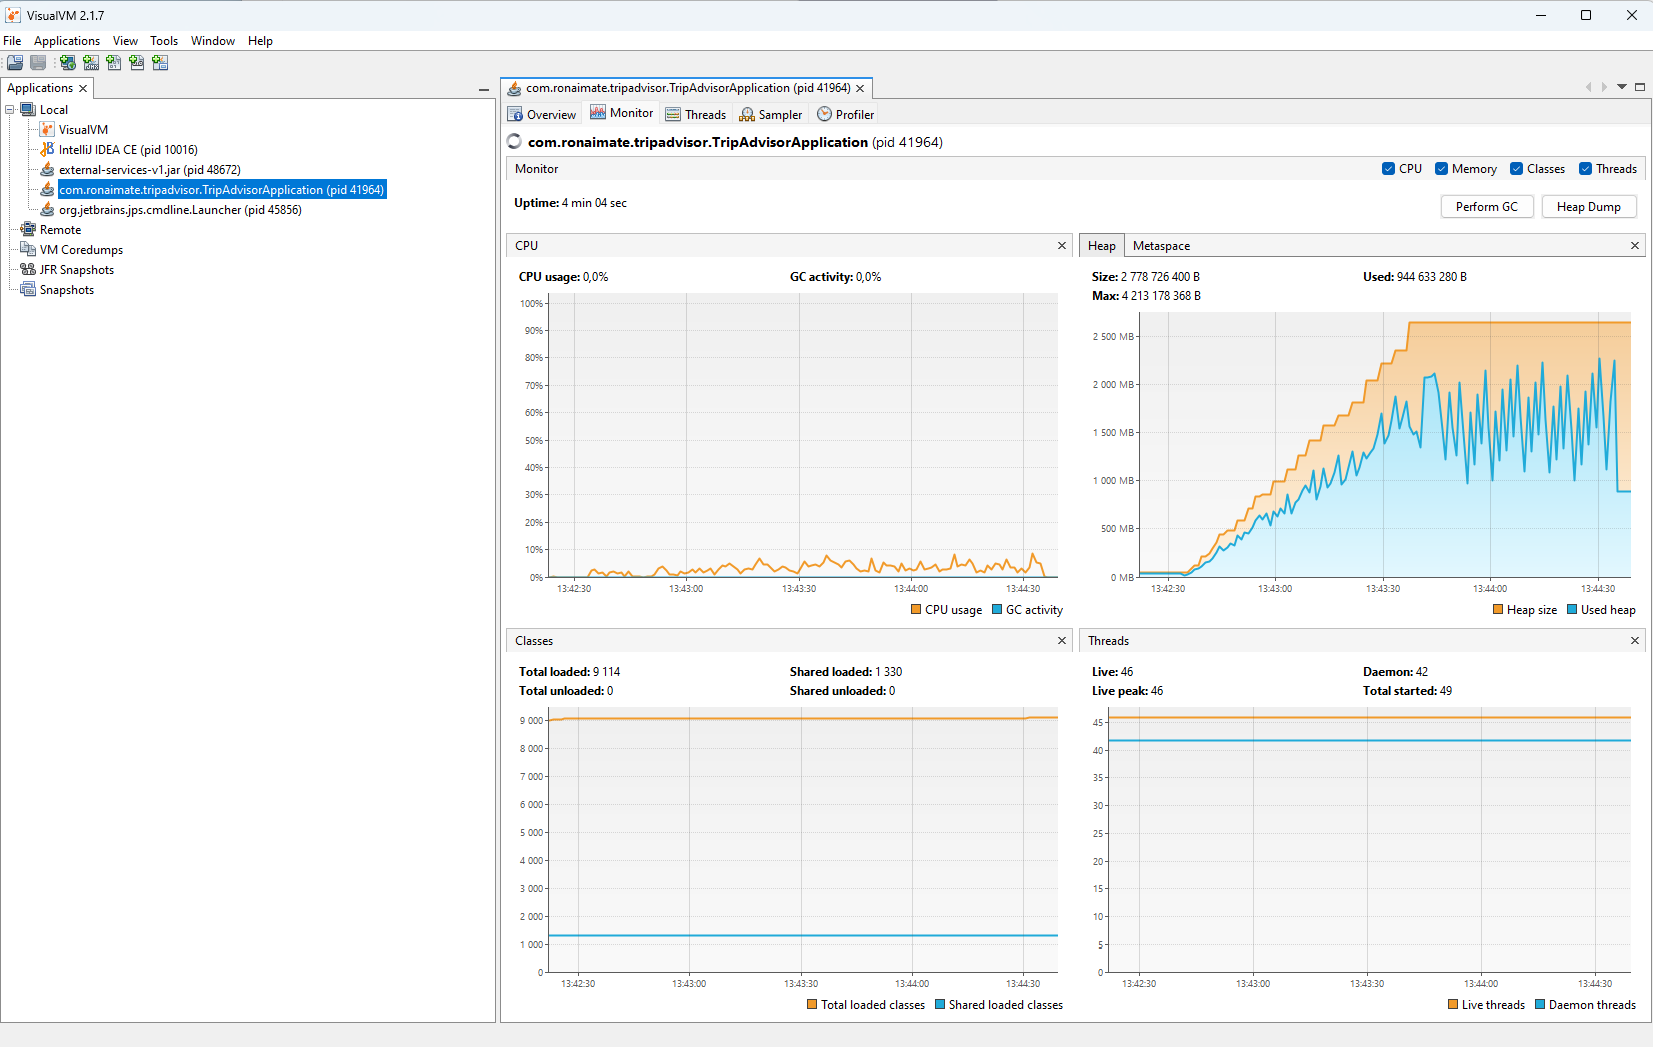 VisualVM 2.1.7
File Applications View Tools Window Help
Applications
Local
VisualVM
IntelliJ IDEA CE (pid 10016)
external-services-v1.jar (pid 48672)
com.ronaimate.tripadvisor.TripAdvisorApplication (pid 41964)
org.jetbrains.jps.cmdline.Launcher (pid 45856)
Remote
VM Coredumps
JFR Snapshots
Snapshots
com.ronaimate.tripadvisor.TripAdvisorApplication (pid 41964)
Overview Monitor Threads Sampler Profiler
com.ronaimate.tripadvisor.TripAdvisorApplication (pid 41964)
Monitor CPU Memory Classes Threads
Uptime: 4 min 04 sec
Perform GC Heap Dump
CPU
CPU usage: 0,0% GC activity: 0,0%
100%
90%
80%
70%
60%
50%
40%
30%
20%
10%
0%
13:42:30 13:43:00 13:43:30 13:44:00 13:44:30
CPU usage GC activity
Heap Metaspace
Size: 2 778 726 400 B Used: 944 633 280 B
Max: 4 213 178 368 B
2 500 MB
2 000 MB
1 500 MB
1 000 MB
500 MB
0 MB
13:42:30 13:43:00 13:43:30 13:44:00 13:44:30
Heap size Used heap
Classes
Total loaded: 9 114 Shared loaded: 1 330
Total unloaded: 0 Shared unloaded: 0
9 000
8 000
7 000
6 000
5 000
4 000
3 000
2 000
1 000
0
13:42:30 13:43:00 13:43:30 13:44:00 13:44:30
Total loaded classes Shared loaded classes
Threads
Live: 46 Daemon: 42
Live peak: 46 Total started: 49
45
40
35
30
25
20
15
10
5
0
13:42:30 13:43:00 13:43:30 13:44:00 13:44:30
Live threads Daemon threads